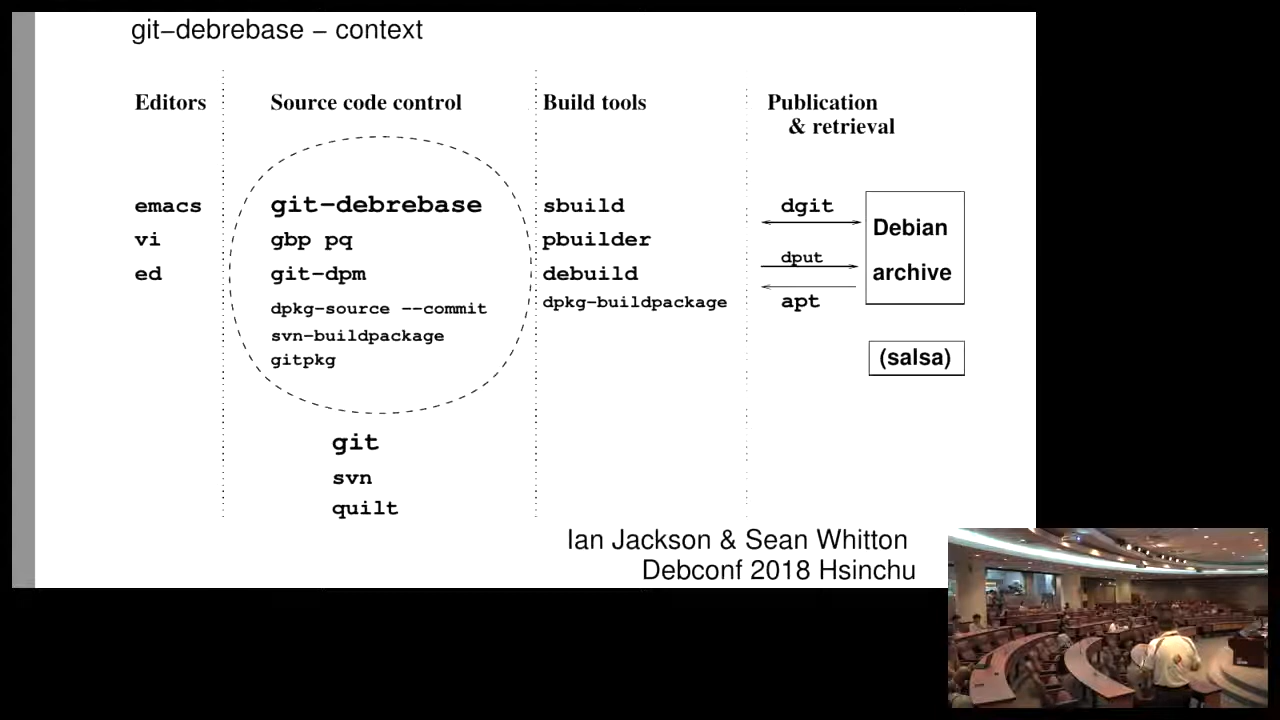 git–debrebase – context
Editors
Source code control
Build tools
Publication
& retrieval
emacs
vi
ed
git–debrebase
gbp pq
git–dpm
dpkg–source ––commit
svn–buildpackage
gitpkg
git
svn
quilt
sbuild
pbuilder
debuild
dpkg–buildpackage
dgit
dput
apt
Debian
archive
(salsa)
Ian Jackson & Sean Whitton
Debconf 2018 Hsinchu